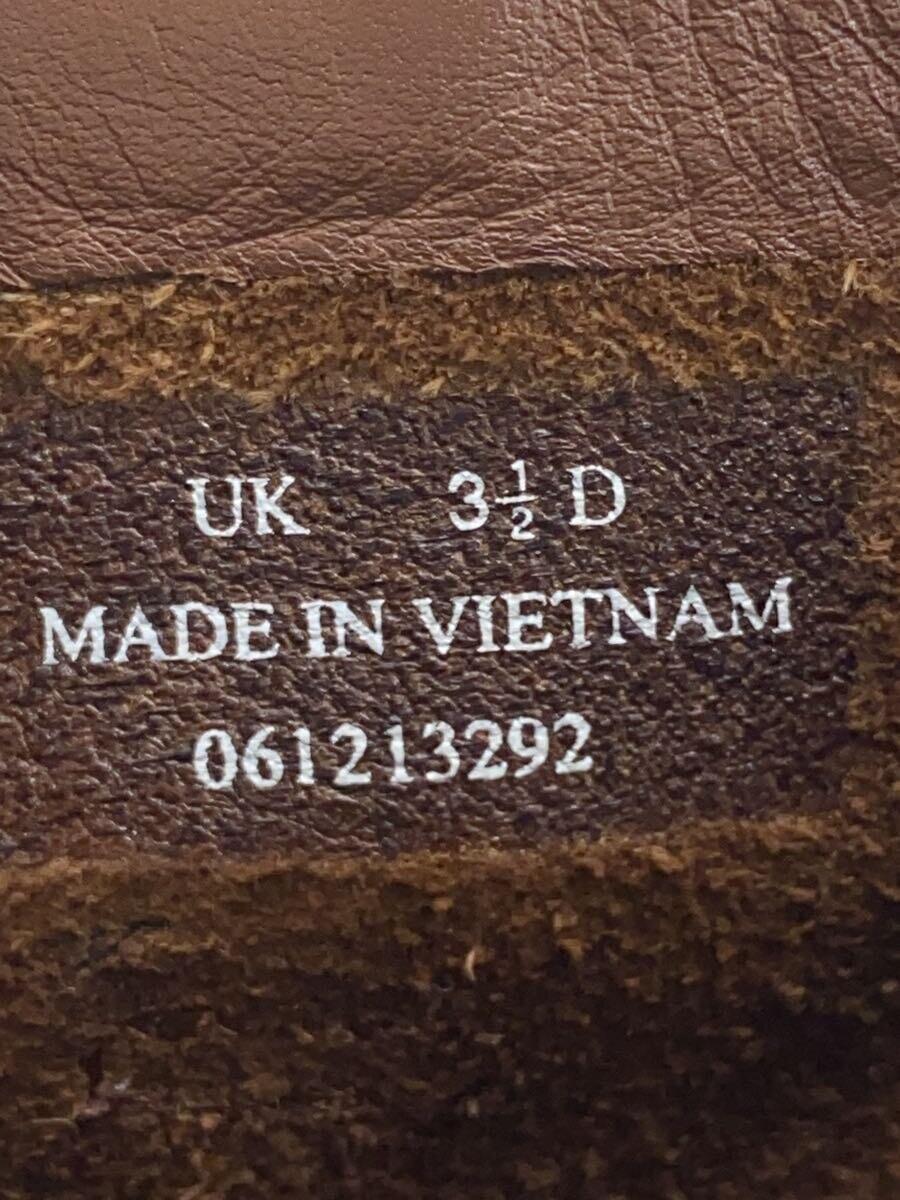 UK 3½ D
MADE IN VIETNAM
061213292